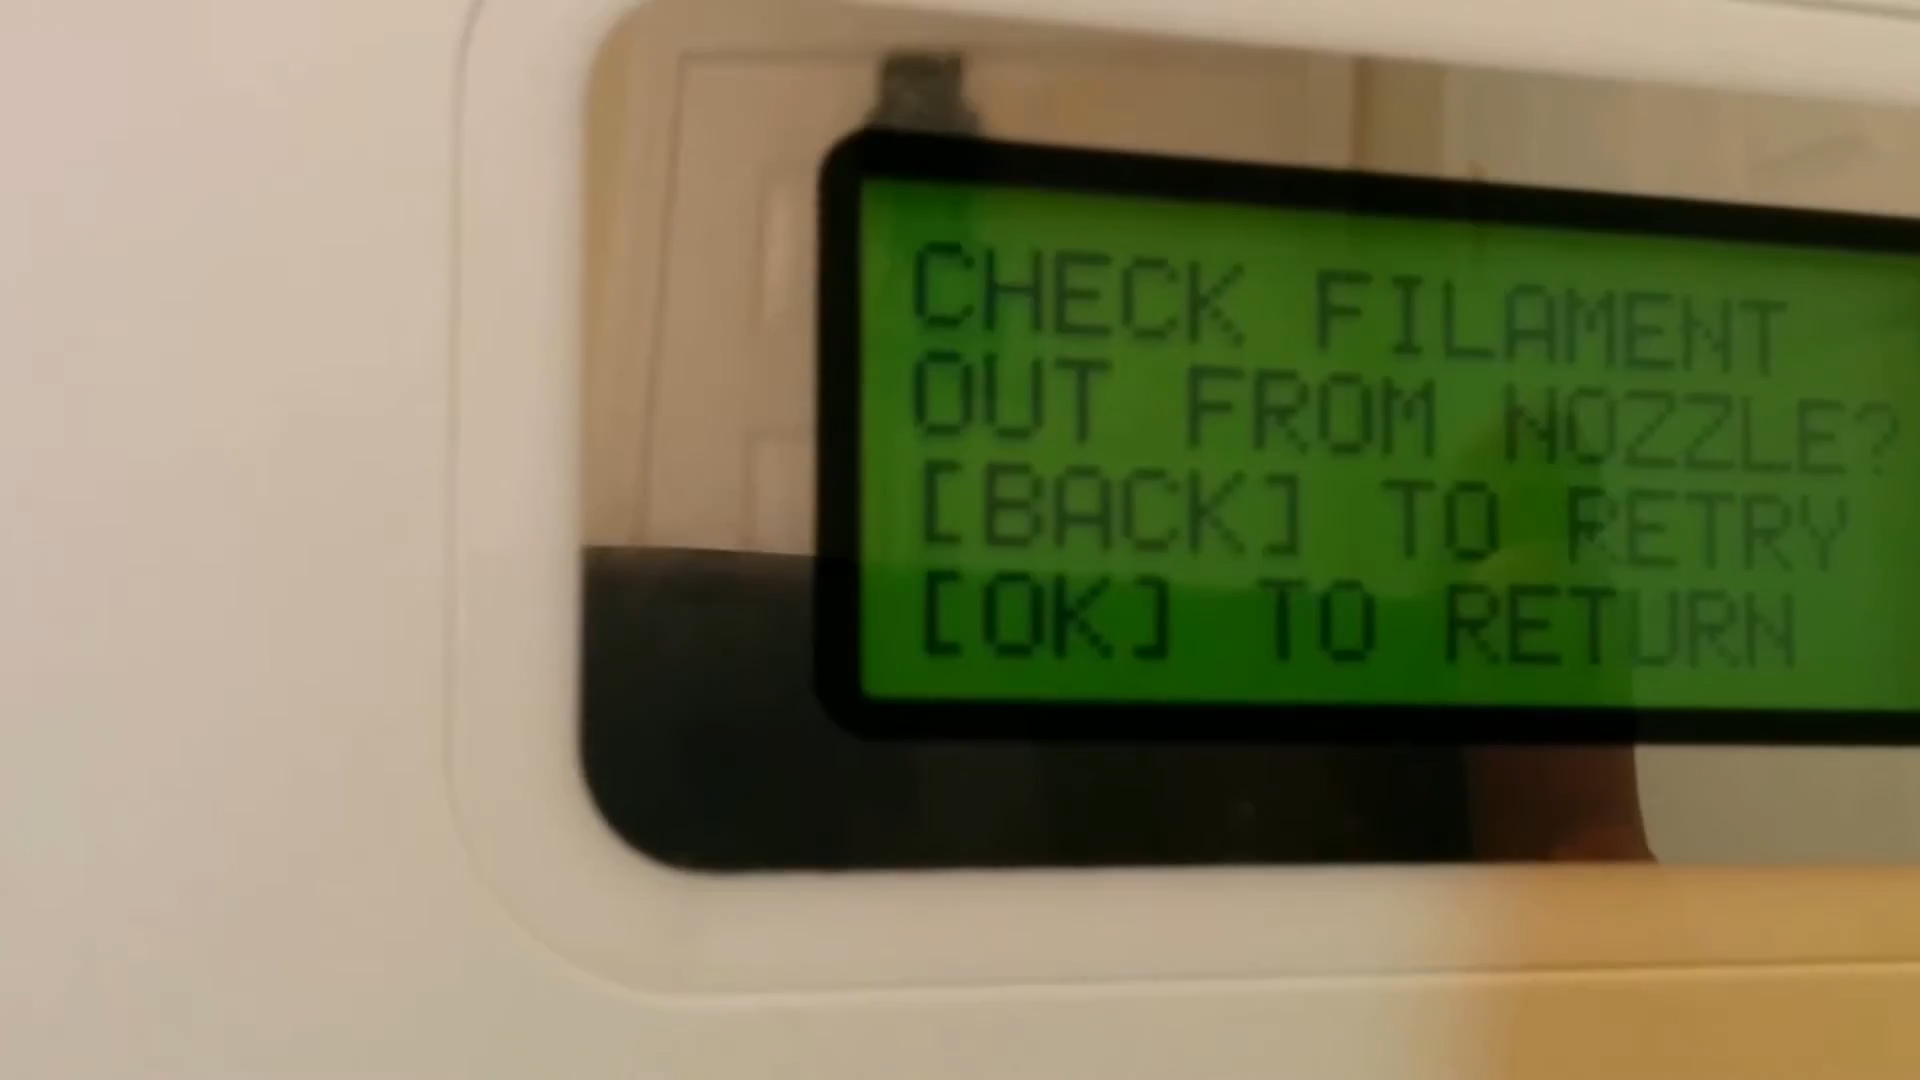 CHECK FILAMENT
OUT FROM NOZZLE?
[BACK] TO RETRY
[OK] TO RETURN